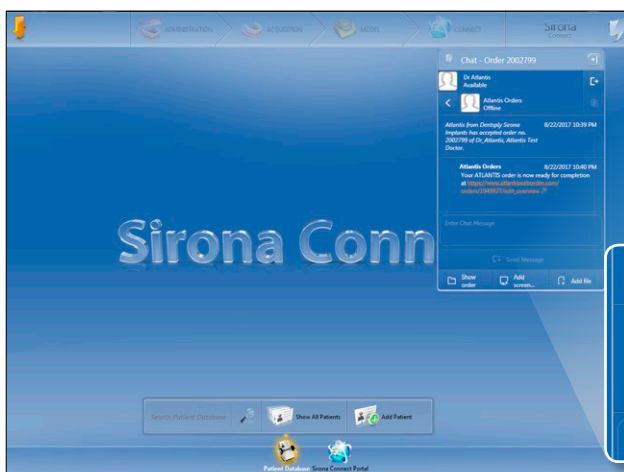 ADMINISTRATION
ACQUISITION
MODEL
CONNECT
Sirona
Connect
Chat - Order 2002799
Dr Atlantis
Available
Atlantis Orders
Offline
Atlantis from Dentsply Sirona 8/22/2017 10:39 PM
Implants has accepted order no.
2002799 of Dr_Atlantis, Atlantis Test
Doctor.
Atlantis Orders 8/22/2017 10:40 PM
Your ATLANTIS order is now ready for completion
at https://www.atlantisweborder.com/
Enter Chat Message
Send Message
Show
order
Add
screen...
Add file
Sirona Conn
Search Patient Database
Show All Patients
Add Patient
Patient Database
Sirona Connect Portal